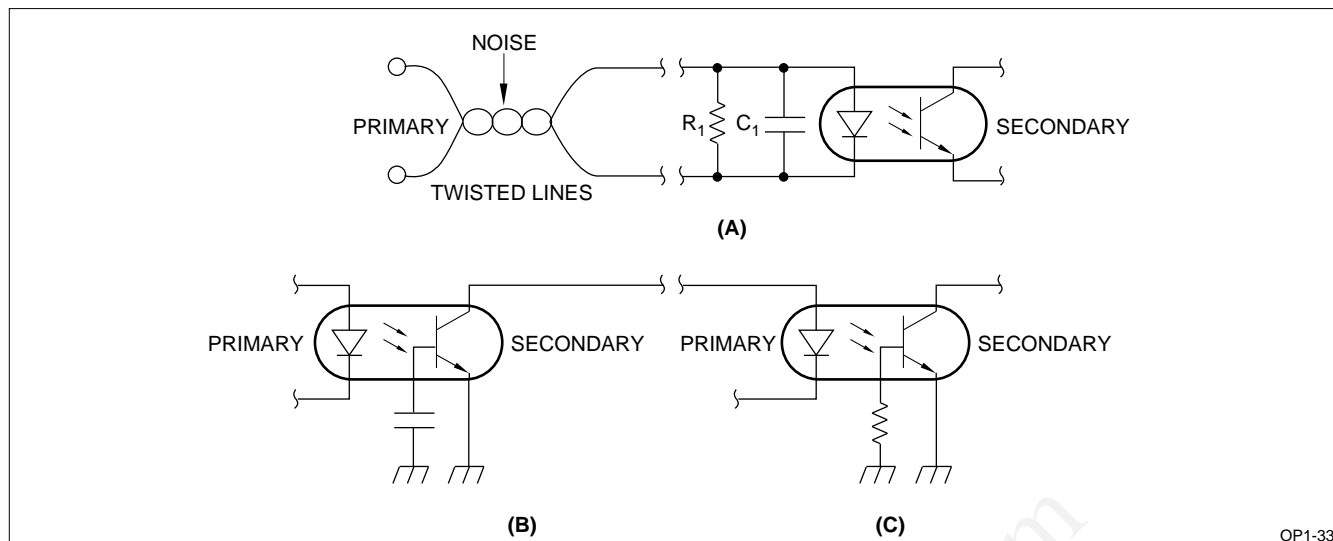 NOISE
PRIMARY
TWISTED LINES
R1
C1
SECONDARY
(A)
PRIMARY
SECONDARY
PRIMARY
SECONDARY
(B)
(C)
OP1-33